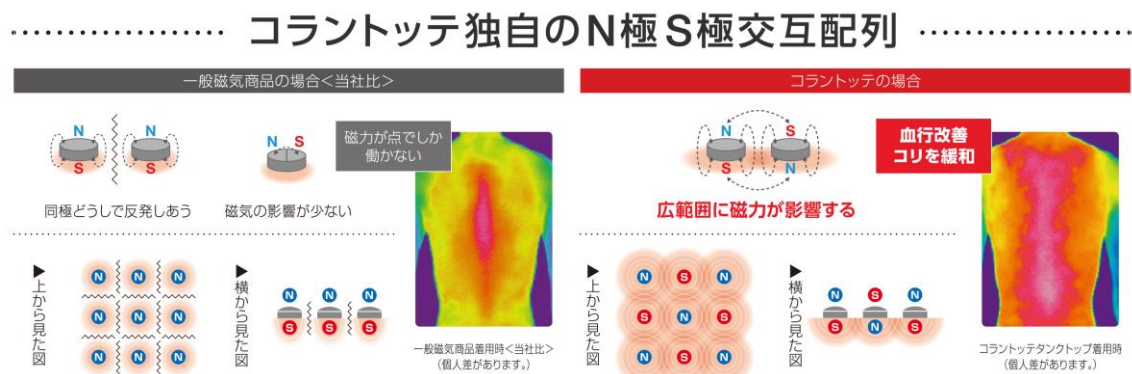 コラントッテ独自のN極S極交互配列
一般磁気商品の場合<当社比>
N
N
S
S
同極どうしで反発しあう
N S
磁気の影響が少ない
磁力が点でしか
働かない
▶上から見た図
N N N
N N N
N N N
▶横から見た図
N N N
S S S
一般磁気商品着用時<当社比>
(個人差があります。)
コラントッテの場合
N
S
S
N
広範囲に磁力が影響する
血行改善
コリを緩和
▶上から見た図
N S N
S N S
N S N
▶横から見た図
N S N
S N S
コラントッテタンクトップ着用時
(個人差があります。)